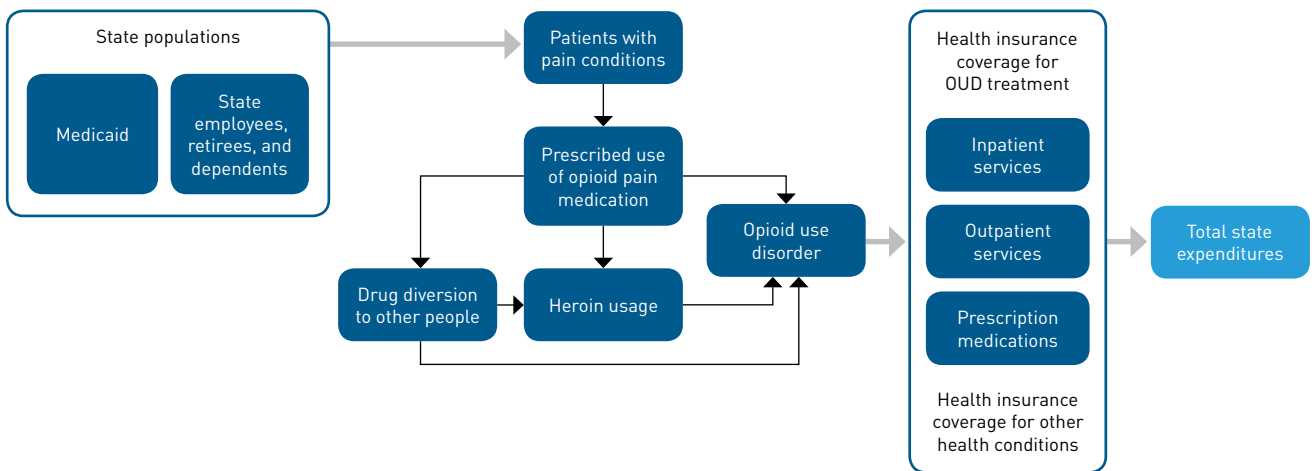 State populations
Medicaid
State
employees,
retirees, and
dependents
Patients with
pain conditions
Prescribed use
of opioid pain
medication
Drug diversion
to other people
Heroin usage
Opioid use
disorder
Health insurance
coverage for
OUD treatment
Inpatient
services
Outpatient
services
Prescription
medications
Health insurance
coverage for other
health conditions
Total state
expenditures